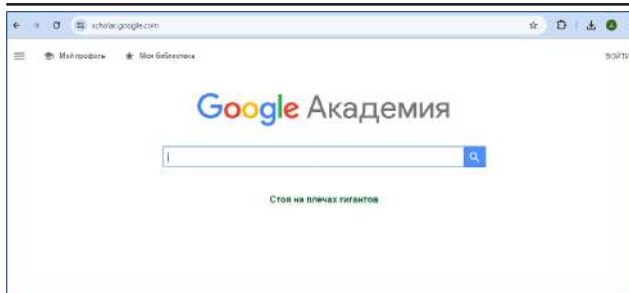 scholar.google.com
Мой профиль Моя библиотека ВОЙТИ
Google Академия
Стоя на плечах гигантов